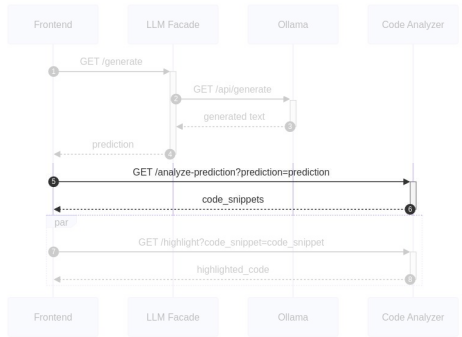 Frontend
LLM Facade
Ollama
Code Analyzer
1
GET /generate
2
GET /api/generate
generated text
3
prediction
4
GET /analyze-prediction?prediction=prediction
5
code_snippets
6
par
GET /highlight?code_snippet=code_snippet
7
highlighted_code
8
Frontend
LLM Facade
Ollama
Code Analyzer